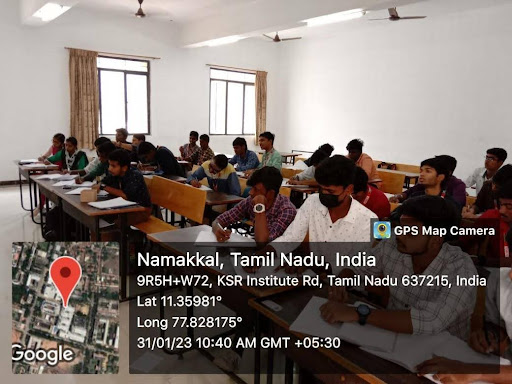 GPS Map Camera
Namakkal, Tamil Nadu, India
9R5H+W72, KSR Institute Rd, Tamil Nadu 637215, India
Lat 11.35981°
Long 77.828175°
31/01/23 10:40 AM GMT +05:30
Google